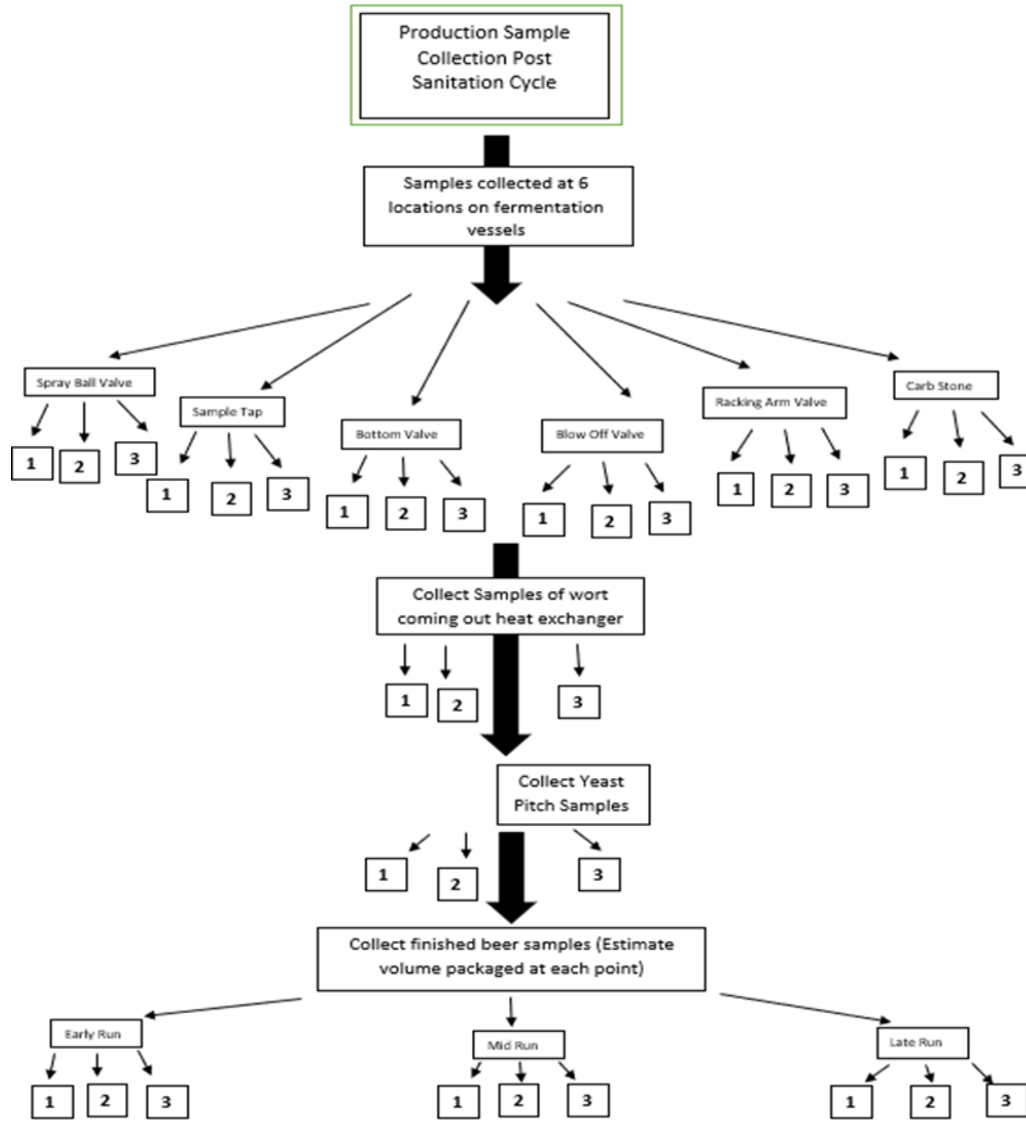 Production Sample
Collection Post
Sanitation Cycle
Samples collected at 6
locations on fermentation
vessels
Spray Ball Valve
1 2 3
Sample Tap
1 2 3
Bottom Valve
1 2 3
Blow Off Valve
1 2 3
Racking Arm Valve
1 2 3
Carb Stone
1 2 3
Collect Samples of wort
coming out heat exchanger
1 2 3
Collect Yeast
Pitch Samples
1 2 3
Collect finished beer samples (Estimate
volume packaged at each point)
Early Run
1 2 3
Mid Run
1 2 3
Late Run
1 2 3